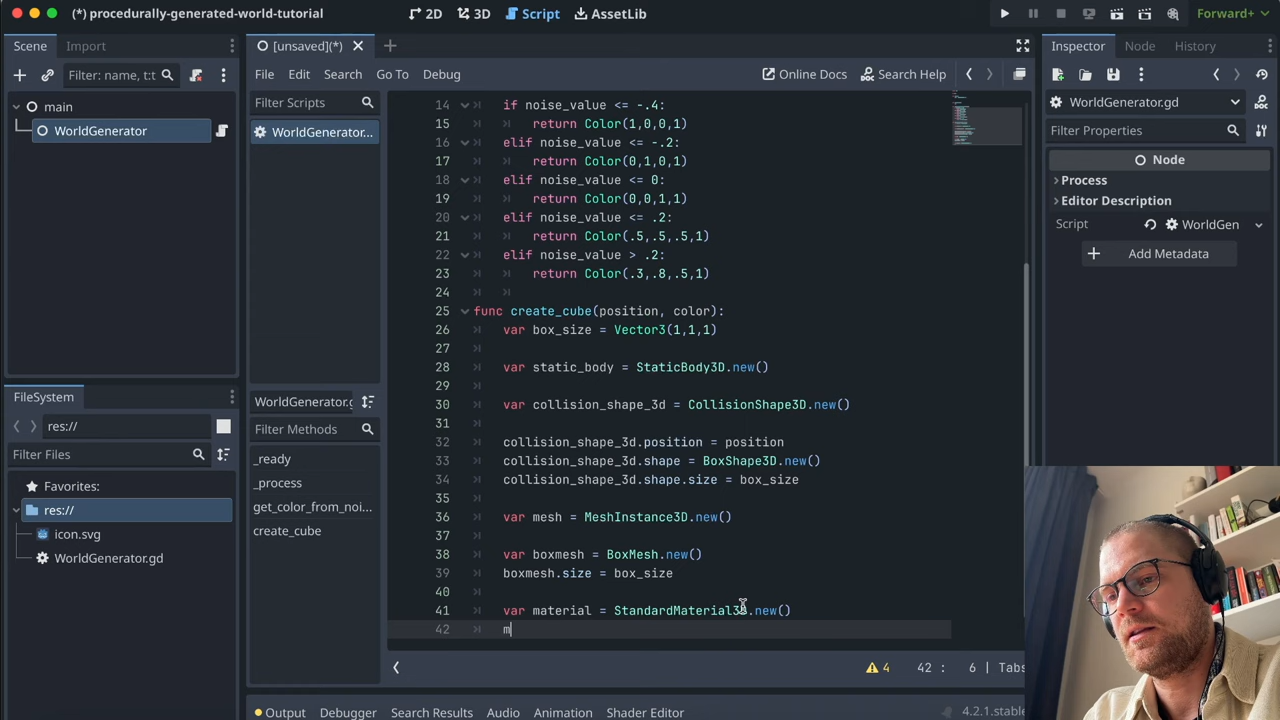 (*) procedurally-generated-world-tutorial
2D
3D
Script
AssetLib
Forward+
Scene
Import
Filter: name, t:t
main
WorldGenerator
FileSystem
res://
Filter Files
Favorites:
res://
icon.svg
WorldGenerator.gd
[unsaved](*)
File
Edit
Search
Go To
Debug
Online Docs
Search Help
Filter Scripts
WorldGenerator...
WorldGenerator.g
Filter Methods
_ready
_process
get_color_from_noi...
create_cube
14 if noise_value <= -.4:
15 return Color(1,0,0,1)
16 elif noise_value <= -.2:
17 return Color(0,1,0,1)
18 elif noise_value <= 0:
19 return Color(0,0,1,1)
20 elif noise_value <= .2:
21 return Color(.5,.5,.5,1)
22 elif noise_value > .2:
23 return Color(.3,.8,.5,1)
24
25 func create_cube(position, color):
26 var box_size = Vector3(1,1,1)
27
28 var static_body = StaticBody3D.new()
29
30 var collision_shape_3d = CollisionShape3D.new()
31
32 collision_shape_3d.position = position
33 collision_shape_3d.shape = BoxShape3D.new()
34 collision_shape_3d.shape.size = box_size
35
36 var mesh = MeshInstance3D.new()
37
38 var boxmesh = BoxMesh.new()
39 boxmesh.size = box_size
40
41 var material = StandardMaterial3D.new()
42 m
4
42 : 6 | Tabs
Output
Debugger
Search Results
Audio
Animation
Shader Editor
4.2.1.stable
Inspector
Node
History
WorldGenerator.gd
Filter Properties
Node
Process
Editor Description
Script
WorldGen
Add Metadata